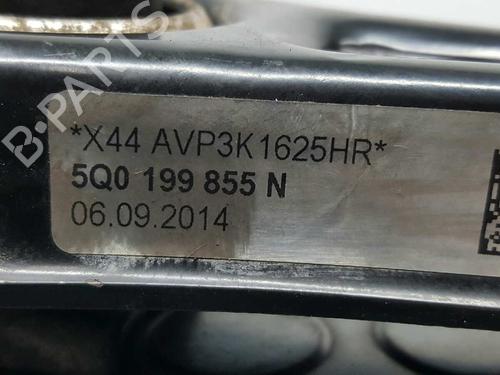 B-PARTS
*X44 AVP3K1625HR*
5Q0 199 855 N
06.09.2014